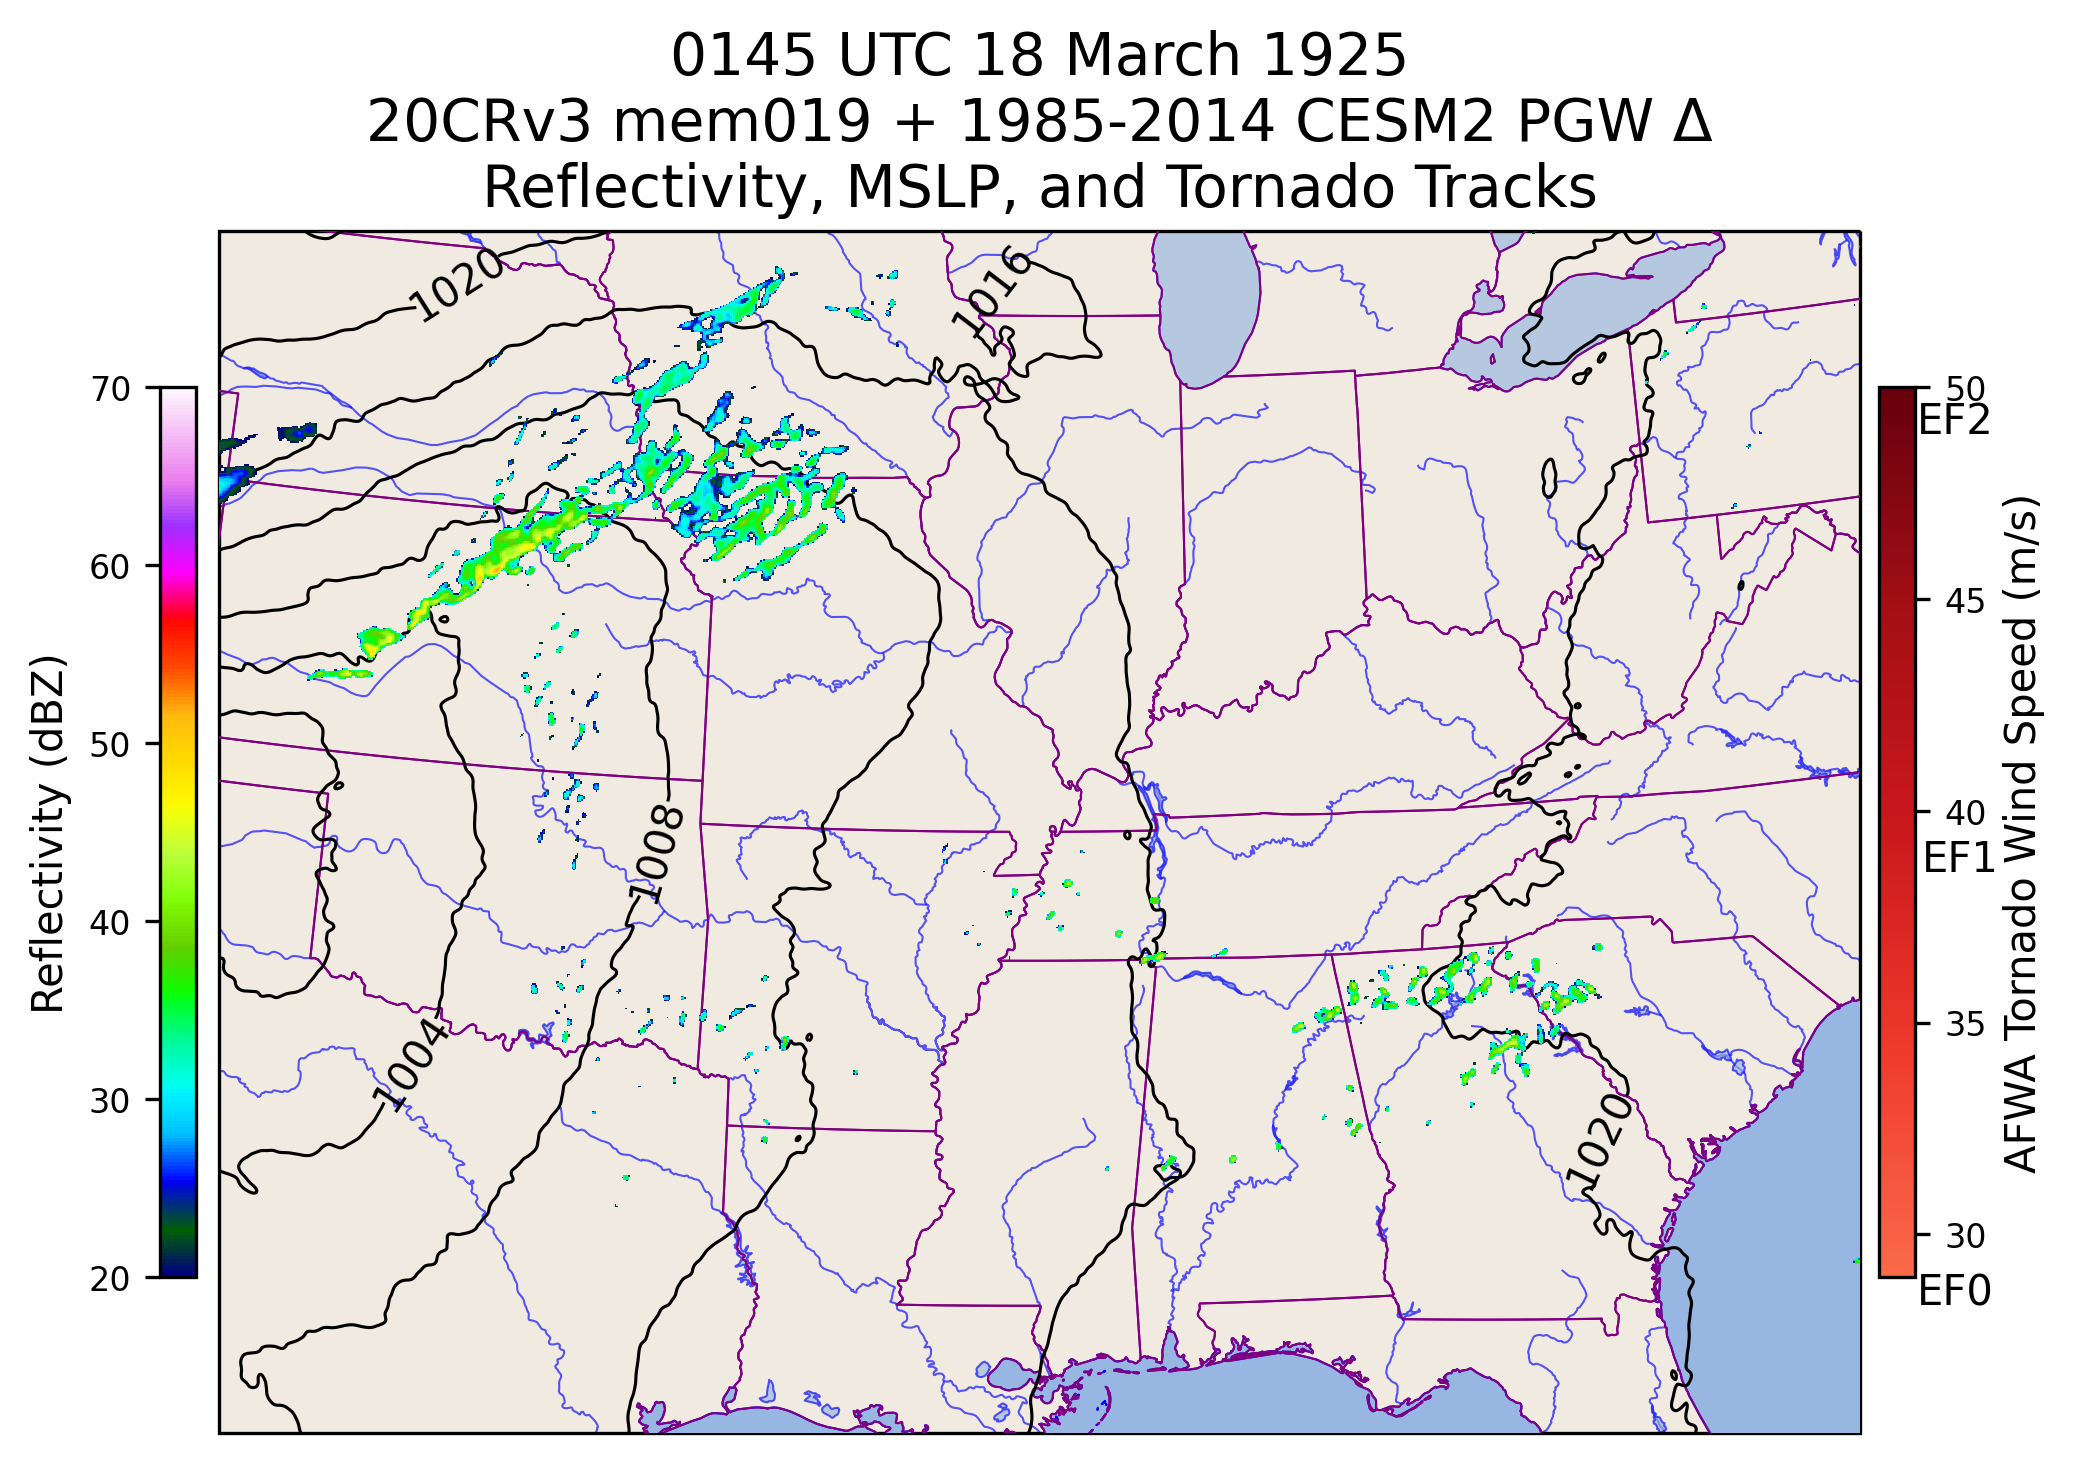 0145 UTC 18 March 1925
20CRv3 mem019 + 1985-2014 CESM2 PGW Δ
Reflectivity, MSLP, and Tornado Tracks
1020
1016
1008
1004
1020
70
60
50
40
30
20
Reflectivity (dBZ)
50
EF2
45
40
EF1
35
30
EF0
AFWA Tornado Wind Speed (m/s)